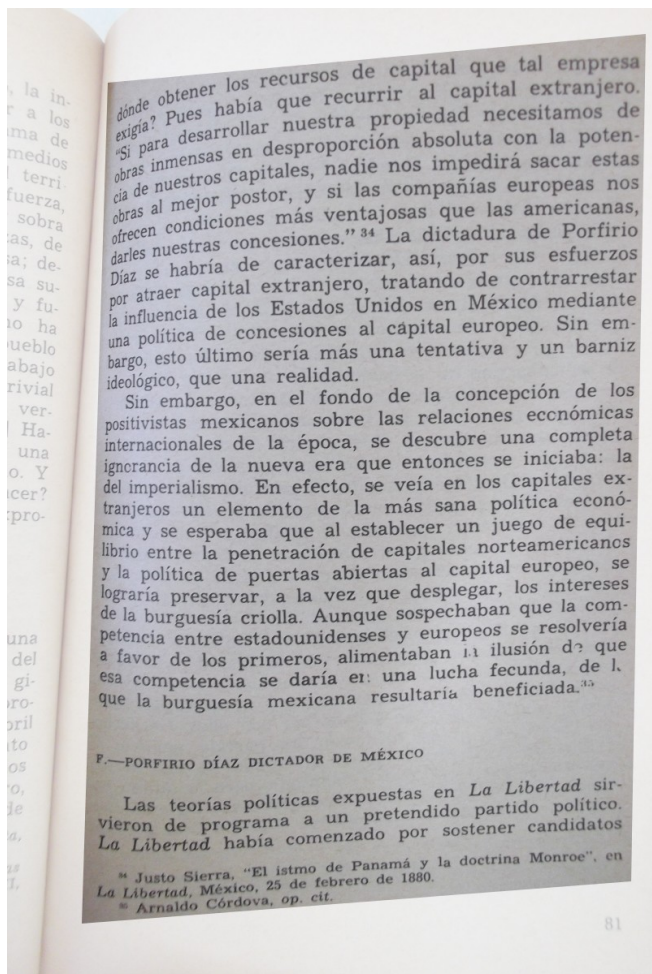 dónde obtener los recursos de capital que tal empresa
exigía? Pues había que recurrir al capital extranjero.
"Si para desarrollar nuestra propiedad necesitamos de
obras inmensas en desproporción absoluta con la poten-
cia de nuestros capitales, nadie nos impedirá sacar estas
obras al mejor postor, y si las compañías europeas nos
ofrecen condiciones más ventajosas que las americanas,
darles nuestras concesiones." 34 La dictadura de Porfirio
Díaz se habría de caracterizar, así, por sus esfuerzos
por atraer capital extranjero, tratando de contrarrestar
la influencia de los Estados Unidos en México mediante
una política de concesiones al capital europeo. Sin em-
bargo, esto último sería más una tentativa y un barniz
ideológico, que una realidad.
Sin embargo, en el fondo de la concepción de los
positivistas mexicanos sobre las relaciones económicas
internacionales de la época, se descubre una completa
ignorancia de la nueva era que entonces se iniciaba: la
del imperialismo. En efecto, se veía en los capitales ex-
tranjeros un elemento de la más sana política econó-
mica y se esperaba que al establecer un juego de equi-
librio entre la penetración de capitales norteamericanos
y la política de puertas abiertas al capital europeo, se
lograría preservar, a la vez que desplegar, los intereses
de la burguesía criolla. Aunque sospechaban que la com-
petencia entre estadounidenses y europeos se resolvería
a favor de los primeros, alimentaban la ilusión de que
esa competencia se daría en una lucha fecunda, de la
que la burguesía mexicana resultaría beneficiada.35
F.—PORFIRIO DÍAZ DICTADOR DE MÉXICO
Las teorías políticas expuestas en La Libertad sir-
vieron de programa a un pretendido partido político.
La Libertad había comenzado por sostener candidatos
34 Justo Sierra, "El istmo de Panamá y la doctrina Monroe", en
La Libertad, México, 25 de febrero de 1880.
35 Arnaldo Córdova, op. cit.
81